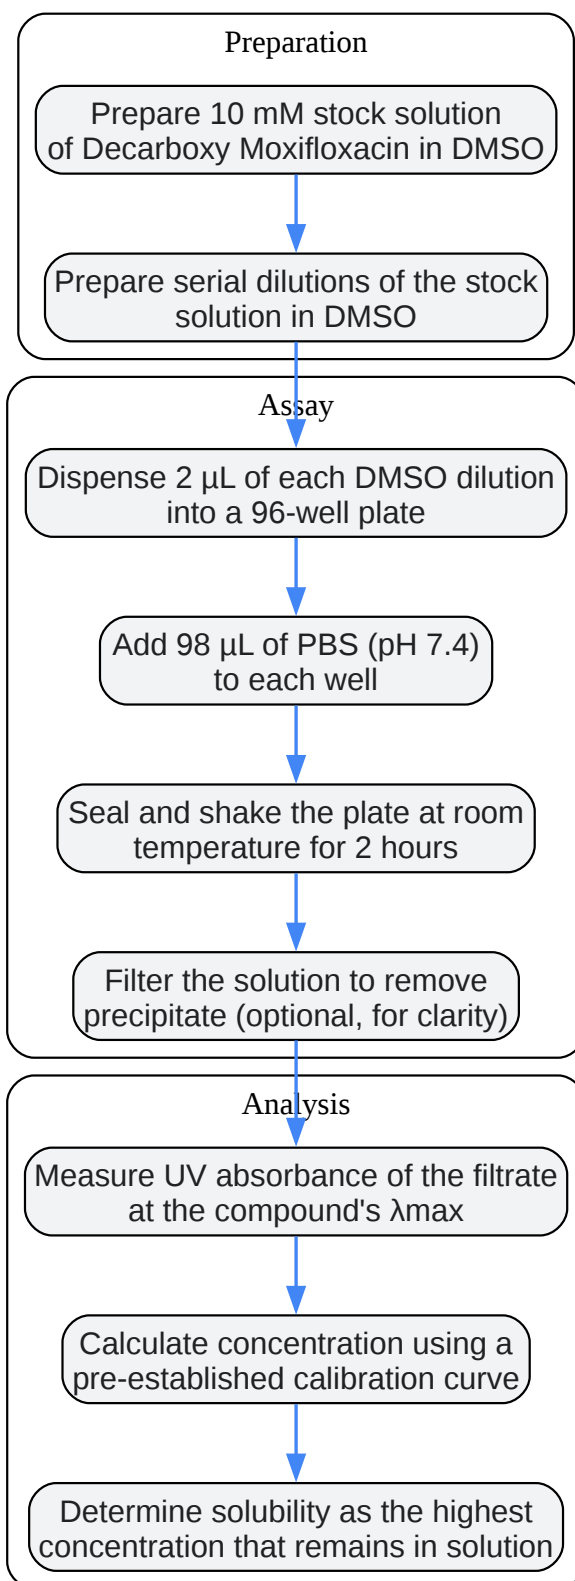 Preparation
Prepare 10 mM stock solution
of Decarboxy Moxifloxacin in DMSO
Prepare serial dilutions of the stock
solution in DMSO
Assay
Dispense 2 µL of each DMSO dilution
into a 96-well plate
Add 98 µL of PBS (pH 7.4)
to each well
Seal and shake the plate at room
temperature for 2 hours
Filter the solution to remove
precipitate (optional, for clarity)
Analysis
Measure UV absorbance of the filtrate
at the compound's λmax
Calculate concentration using a
pre-established calibration curve
Determine solubility as the highest
concentration that remains in solution